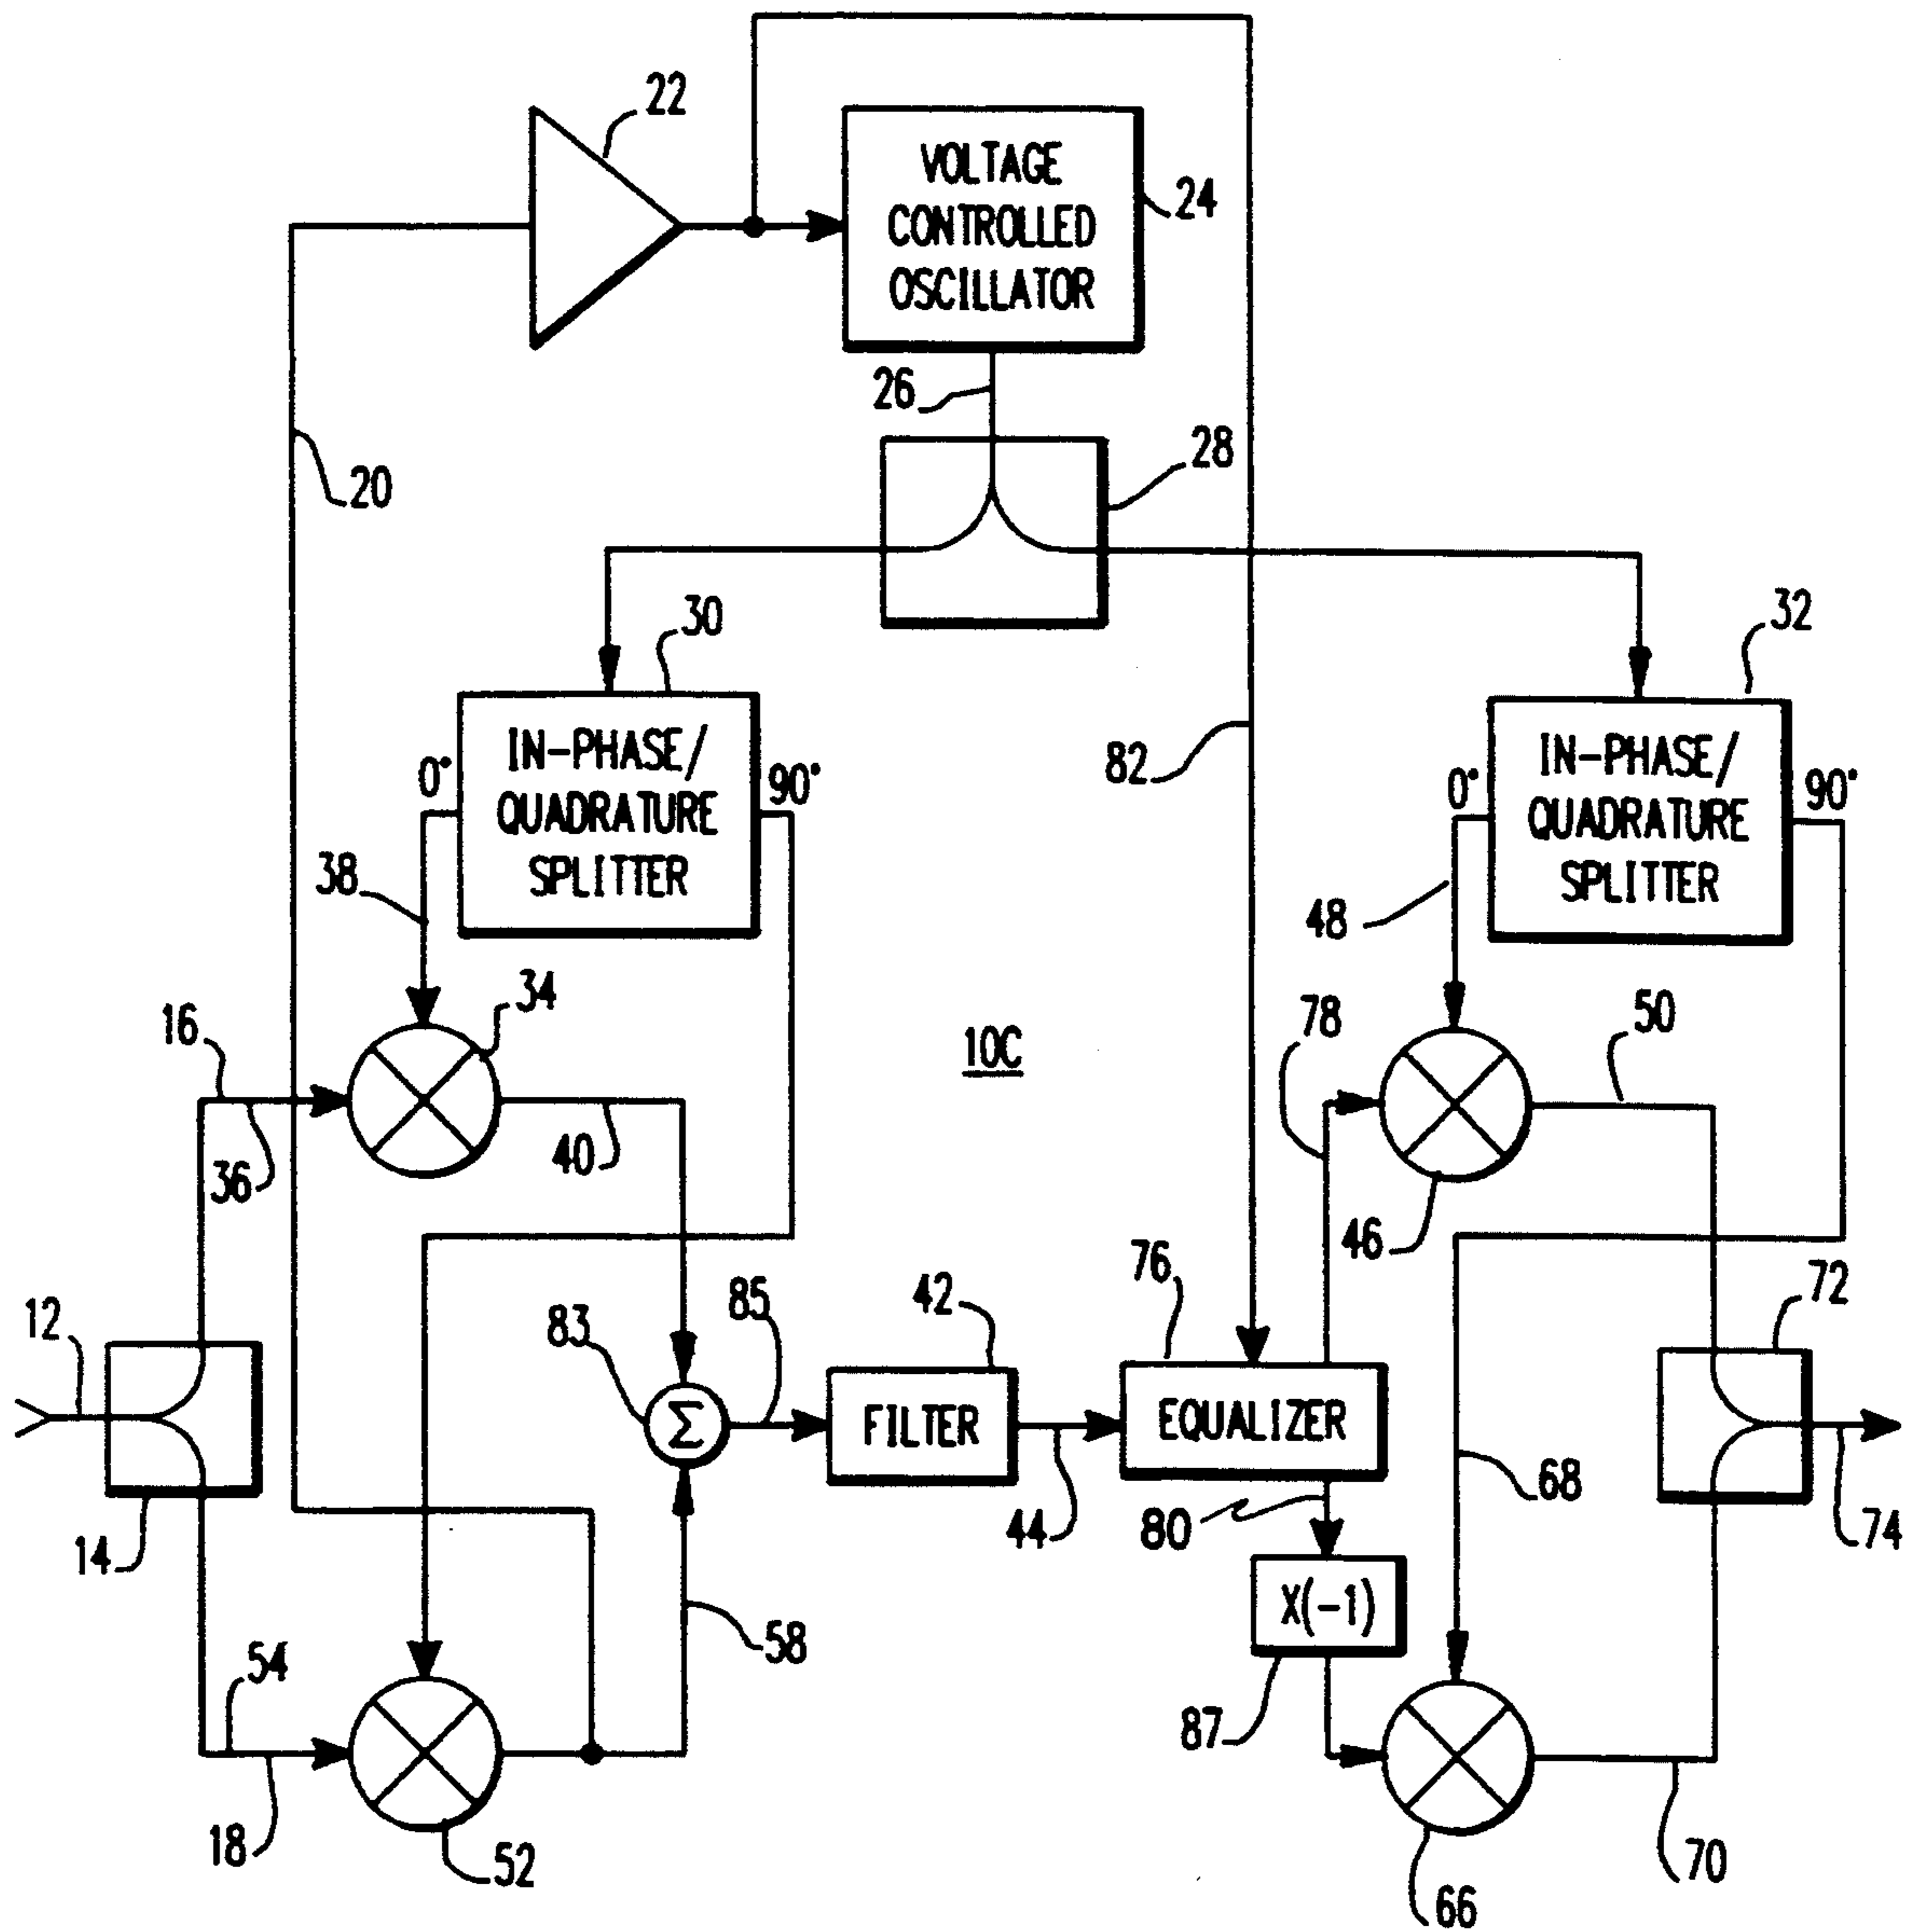 22
VOLTAGE
CONTROLLED
OSCILLATOR
24
26
28
20
30
32
IN-PHASE/
QUADRATURE
SPLITTER
0°
90°
82
IN-PHASE/
QUADRATURE
SPLITTER
0°
90°
38
48
34
16
36
40
10C
78
50
46
12
14
83
Σ
85
42
FILTER
44
76
EQUALIZER
80
72
68
74
X(-1)
87
54
18
52
58
66
70